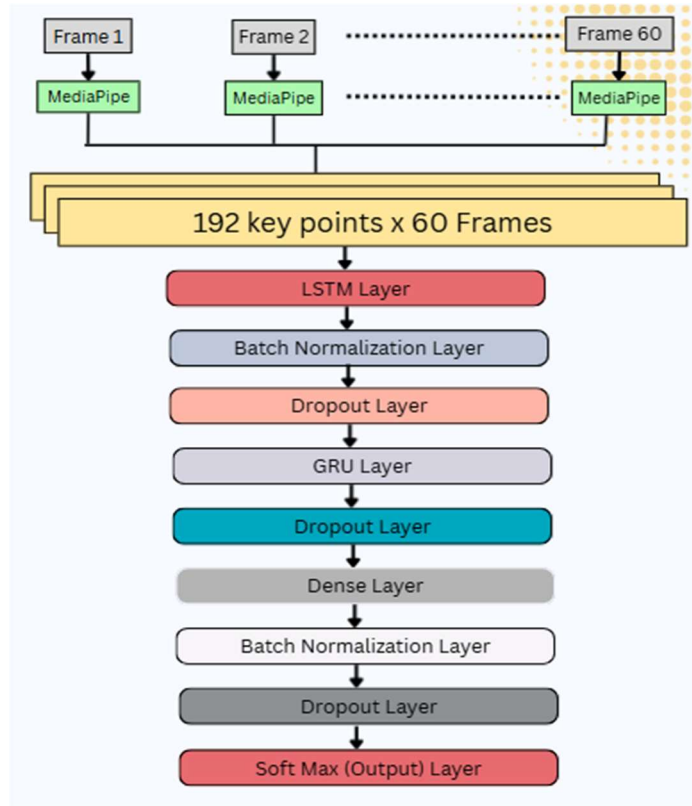 Frame 1
Frame 2
Frame 60
MediaPipe
MediaPipe
MediaPipe
192 key points x 60 Frames
LSTM Layer
Batch Normalization Layer
Dropout Layer
GRU Layer
Dropout Layer
Dense Layer
Batch Normalization Layer
Dropout Layer
Soft Max (Output) Layer